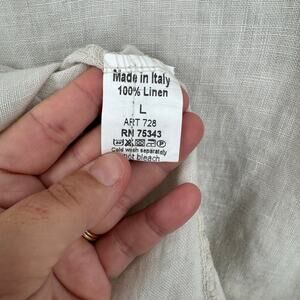 Made in Italy
100% Linen
L
ART 728
RN 75343
Cold wash separately
not bleach